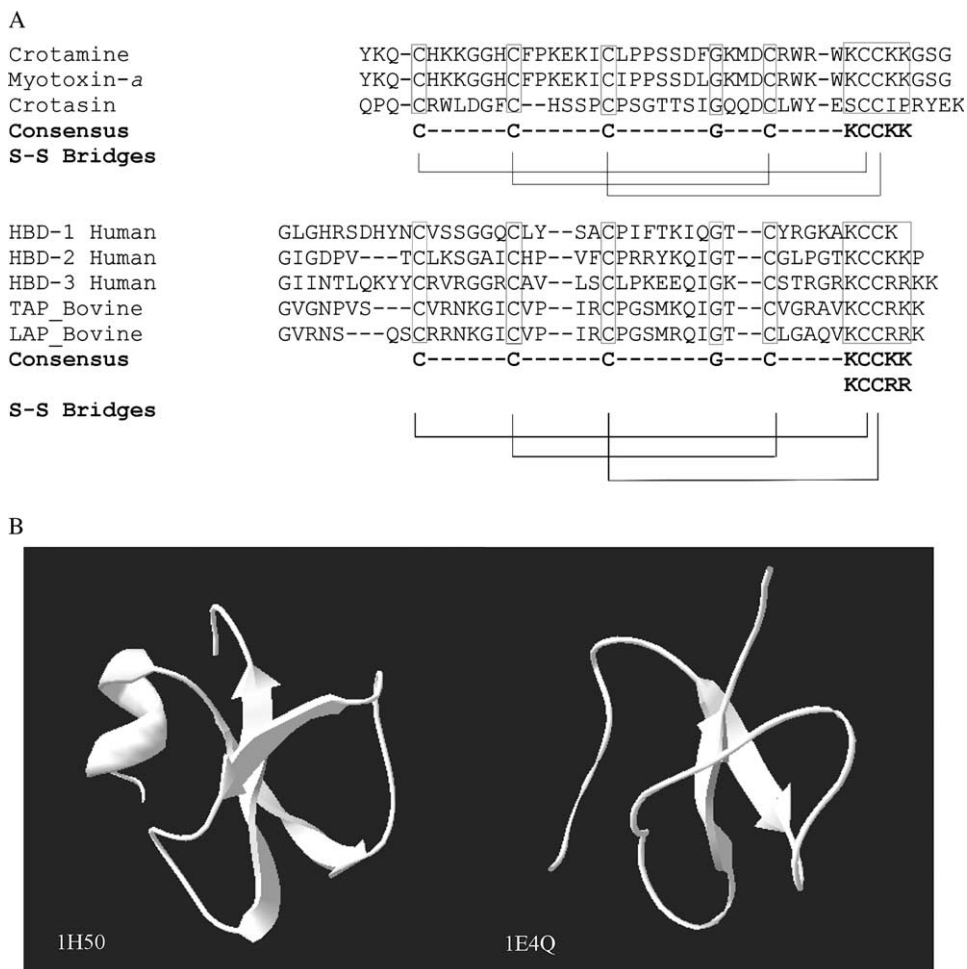 A
Crotamine YKQ-CHKKGGHCFPKEKICLPPSSDFGKMDCRWR-WKCCKKGSG
Myotoxin-a YKQ-CHKKGGHCFPKEKICIPPSSDLGKMDCRWR-WKCCKKGSG
Crotasin QPQ-CRWLDGFC--HSSPCPSGTTSIGQQDCLWY-ESCCIPRYEK
Consensus C------C------C-------G---C-----KCCKK
S-S Bridges
HBD-1 Human GLGHRSDHYNCVSSGGQCLY--SACPIFTKIQGT--CYRGKAKCCK
HBD-2 Human GIGDPV---TCLKSGAICHP--VFCPRRYKQIGT--CGLPGTKCCKKP
HBD-3 Human GIINTLQKYYCRVRGGRCAV--LSCLPKEEQIGK--CSTRGRKCCRRKK
TAP_Bovine GVGNPVS---CVRNKGICVP--IRCPGSMKQIGT--CVGRAVKCCRKK
LAP_Bovine GVRNS---QSCRRNKGICVP--IRCPGSMRQIGT--CLGAQVKCCRRK
Consensus C------C------C-------G---C-----KCCKK
KCCRR
S-S Bridges
B
1H50
1E4Q